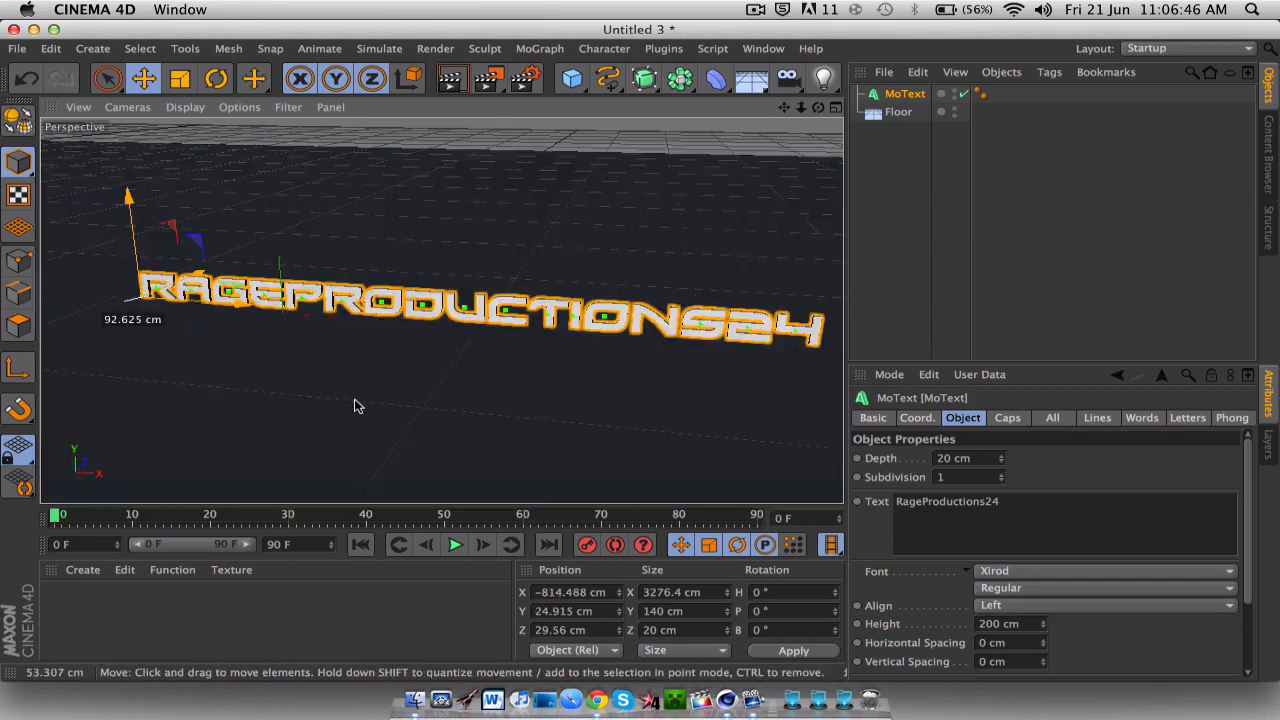 CINEMA 4D Window 11 (56%) Fri 21 Jun 11:06:46 AM
Untitled 3 *
File Edit Create Select Tools Mesh Snap Animate Simulate Render Sculpt MoGraph Character Plugins Script Window Help Layout: Startup
X Y Z
File Edit View Objects Tags Bookmarks
MoText
Floor
View Cameras Display Options Filter Panel
Perspective
RAGEPRODUCTIONS24
92.625 cm
Y
Z
X
Objects
Content Browser
Structure
Mode Edit User Data
MoText [MoText]
Basic Coord. Object Caps All Lines Words Letters Phong
Object Properties
Depth 20 cm
Subdivision 1
Text RageProductions24
Font Xirod
Regular
Align Left
Height 200 cm
Horizontal Spacing 0 cm
Vertical Spacing 0 cm
Attributes
Layers
0 10 20 30 40 50 60 70 80 90 0 F
0 F 0 F 90 F 90 F
P
Create Edit Function Texture
Position Size Rotation
X -814.488 cm X 3276.4 cm H 0 °
Y 24.915 cm Y 140 cm P 0 °
Z 29.56 cm Z 20 cm B 0 °
Object (Rel) Size Apply
MAXON
CINEMA 4D
53.307 cm Move: Click and drag to move elements. Hold down SHIFT to quantize movement / add to the selection in point mode, CTRL to remove.